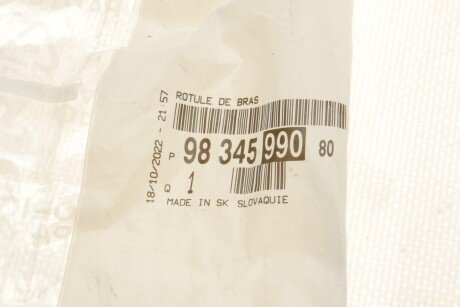 ROTULE DE BRAS
18/10/2022 - 21:57
P 98 345 990 80
Q 1
MADE IN SK SLOVAQUIE